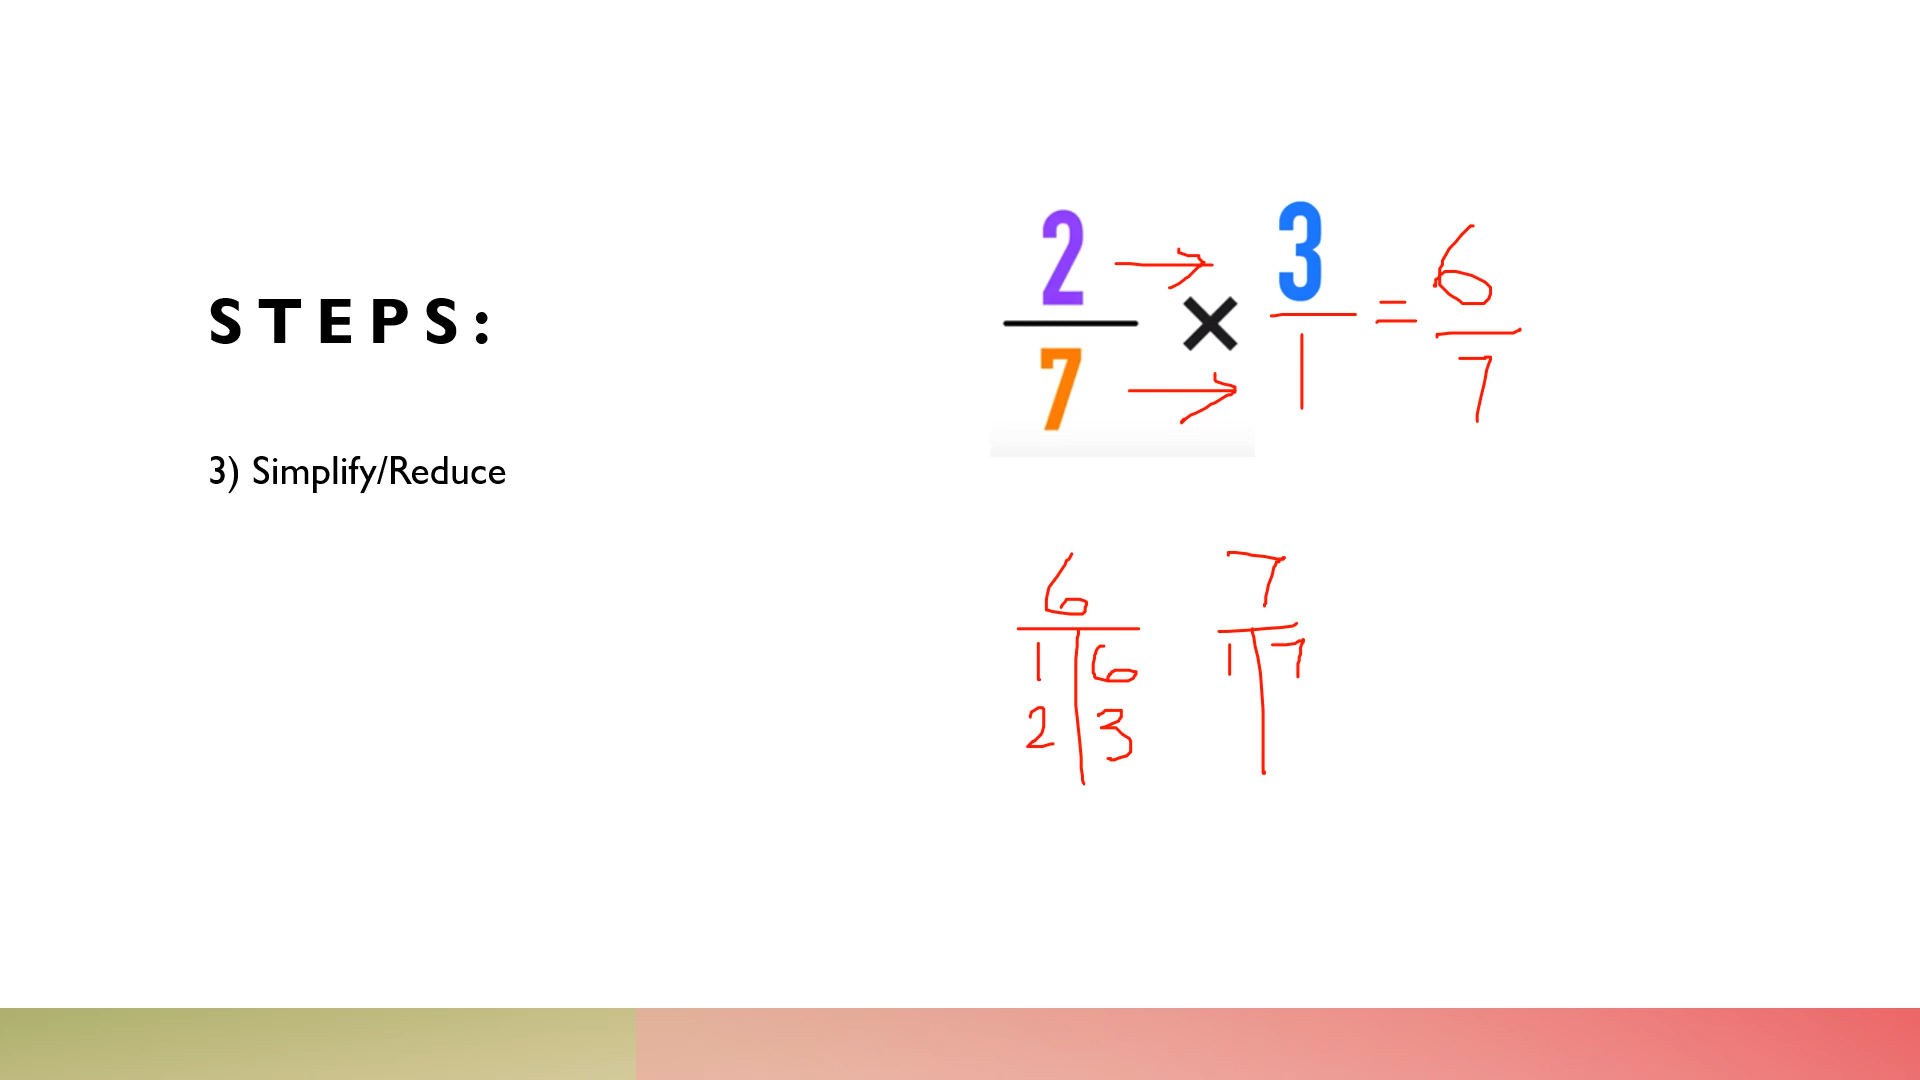 STEPS:
3) Simplify/Reduce
2 → 3 6
— × — = —
7 → 1 7
6 7
1 | 6 1 | 7
2 | 3